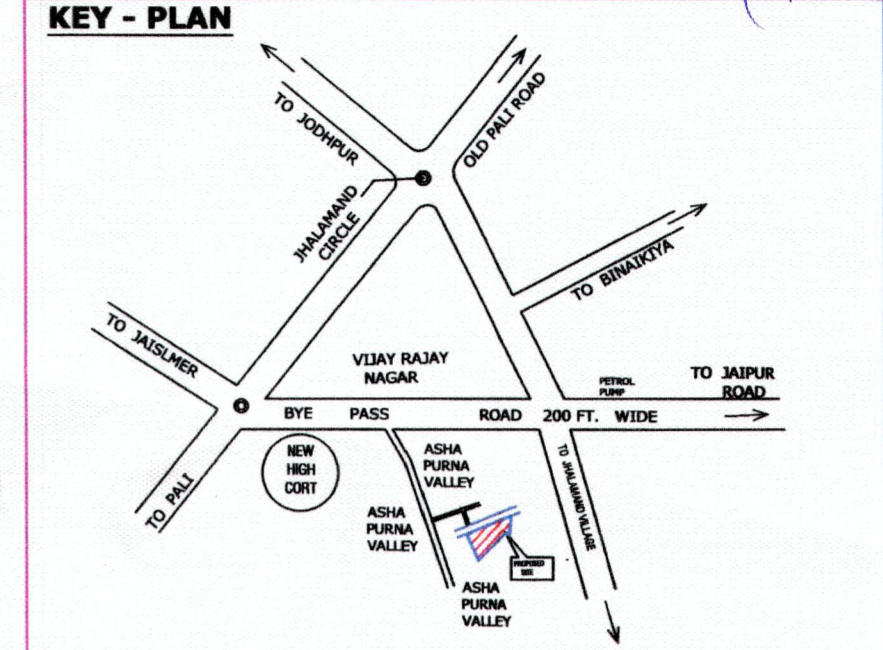 KEY - PLAN
TO JODHPUR
OLD PALI ROAD
JHALAMAND
CIRCLE
TO BINAIKIYA
TO JAISLMER
VIJAY RAJAY
NAGAR
PETROL
PUMP
TO JAIPUR
ROAD
BYE PASS ROAD 200 FT. WIDE
NEW
HIGH
CORT
ASHA
PURNA
VALLEY
TO JHALAMAND VILLAGE
TO PALI
ASHA
PURNA
VALLEY
PROPOSED
SITE
ASHA
PURNA
VALLEY